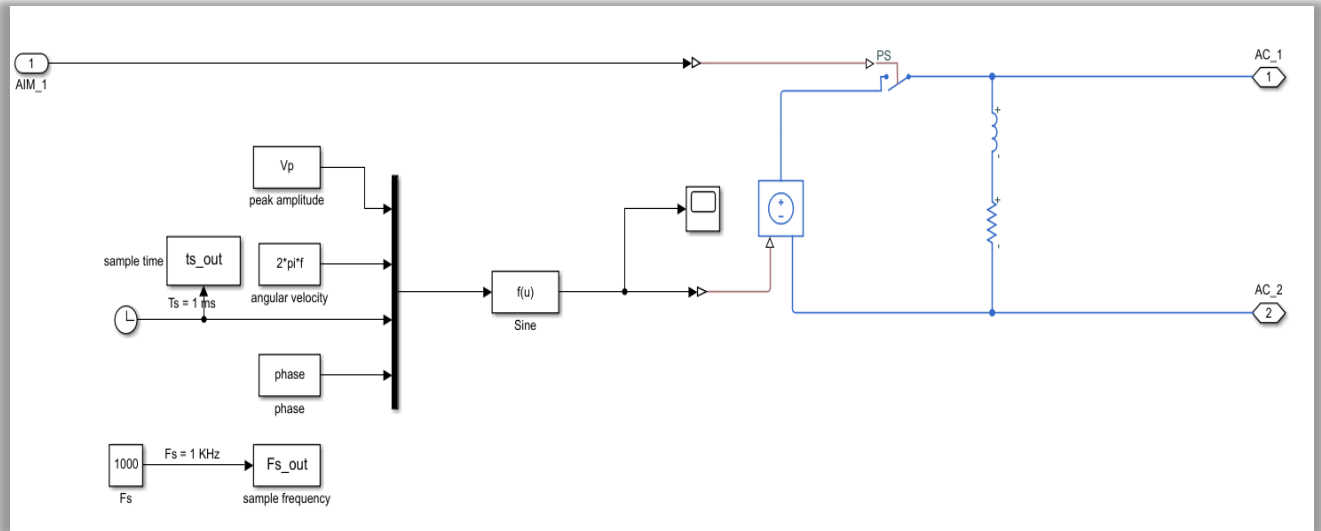 PS
1
AIM_1
AC_1
1
Vp
peak amplitude
sample time
ts_out
2*pi*f
angular velocity
Ts = 1 ms
f(u)
Sine
AC_2
2
phase
phase
1000
Fs = 1 KHz
Fs_out
Fs
sample frequency